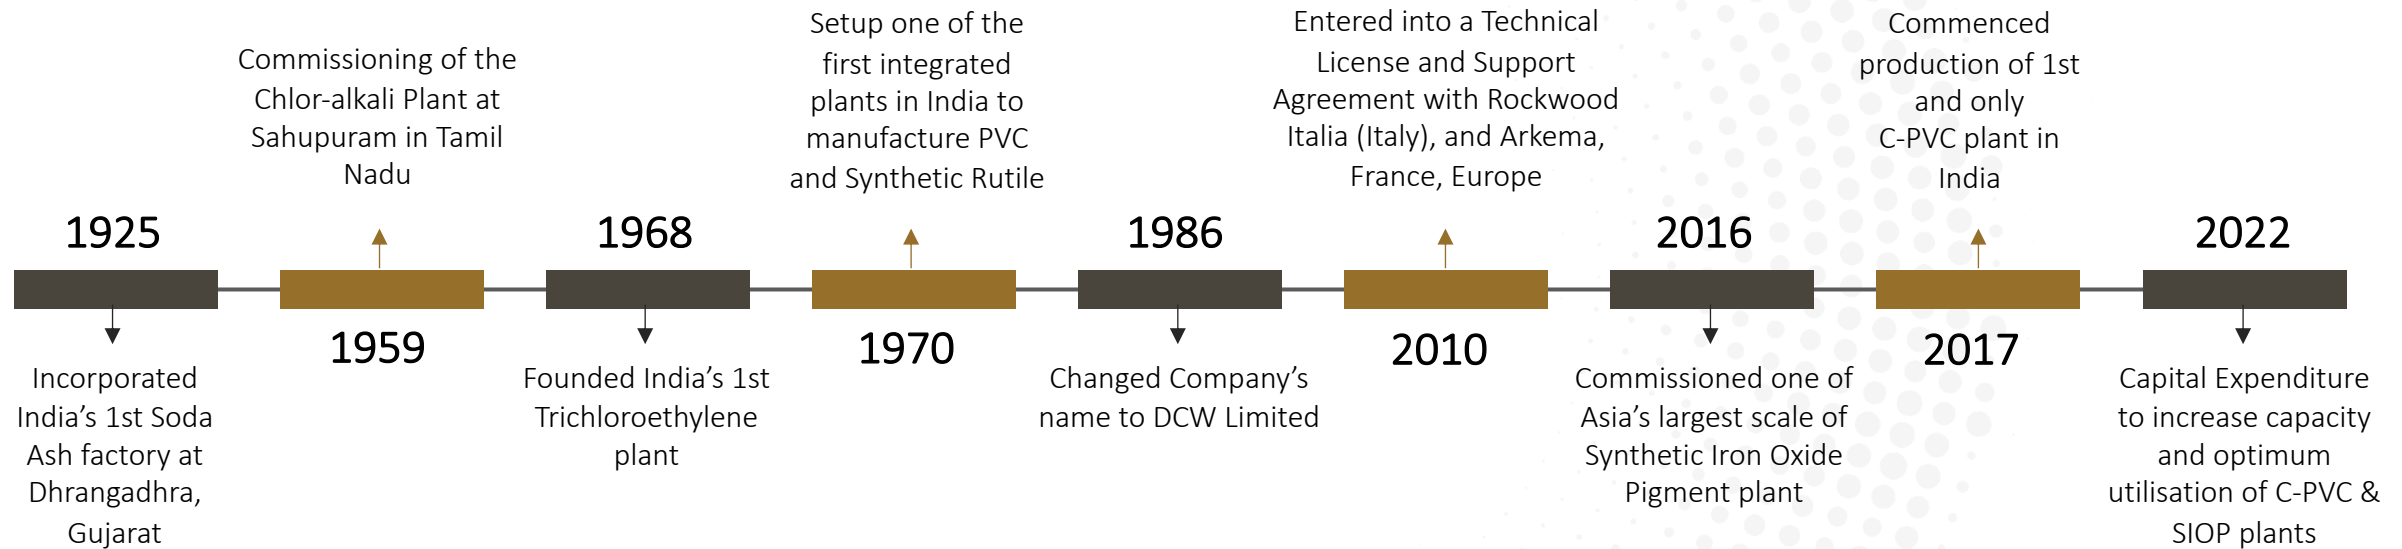 1925
Incorporated
India's 1st Soda
Ash factory at
Dhrangadhra,
Gujarat
Commissioning of the
Chlor-alkali Plant at
Sahupuram in Tamil
Nadu
1959
1968
Founded India's 1st
Trichloroethylene
plant
Setup one of the
first integrated
plants in India to
manufacture PVC
and Synthetic Rutile
1970
1986
Changed Company's
name to DCW Limited
Entered into a Technical
License and Support
Agreement with Rockwood
Italia (Italy), and Arkema,
France, Europe
2010
2016
Commissioned one of
Asia's largest scale of
Synthetic Iron Oxide
Pigment plant
Commenced
production of 1st
and only
C-PVC plant in
India
2017
2022
Capital Expenditure
to increase capacity
and optimum
utilisation of C-PVC &
SIOP plants